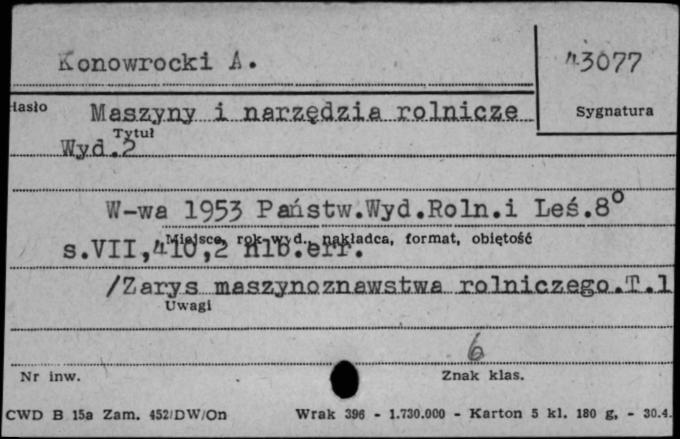 Konowrocki A.
43077
Hasło
Maszyny i narzędzia rolnicze
Sygnatura
Tytuł
Wyd.2
W-wa 1953 Państw.Wyd.Roln.i Leś.8°
Miejsce, rok wyd., nakładca, format, objętość
s.VII,410,2 nlb.err.
/Zarys maszynoznawstwa rolniczego.T.1
Uwagi
6
Nr inw.
Znak klas.
CWD B 15a Zam. 452/DW/On Wrak 396 - 1.730.000 - Karton 5 kl. 180 g, - 30.4.